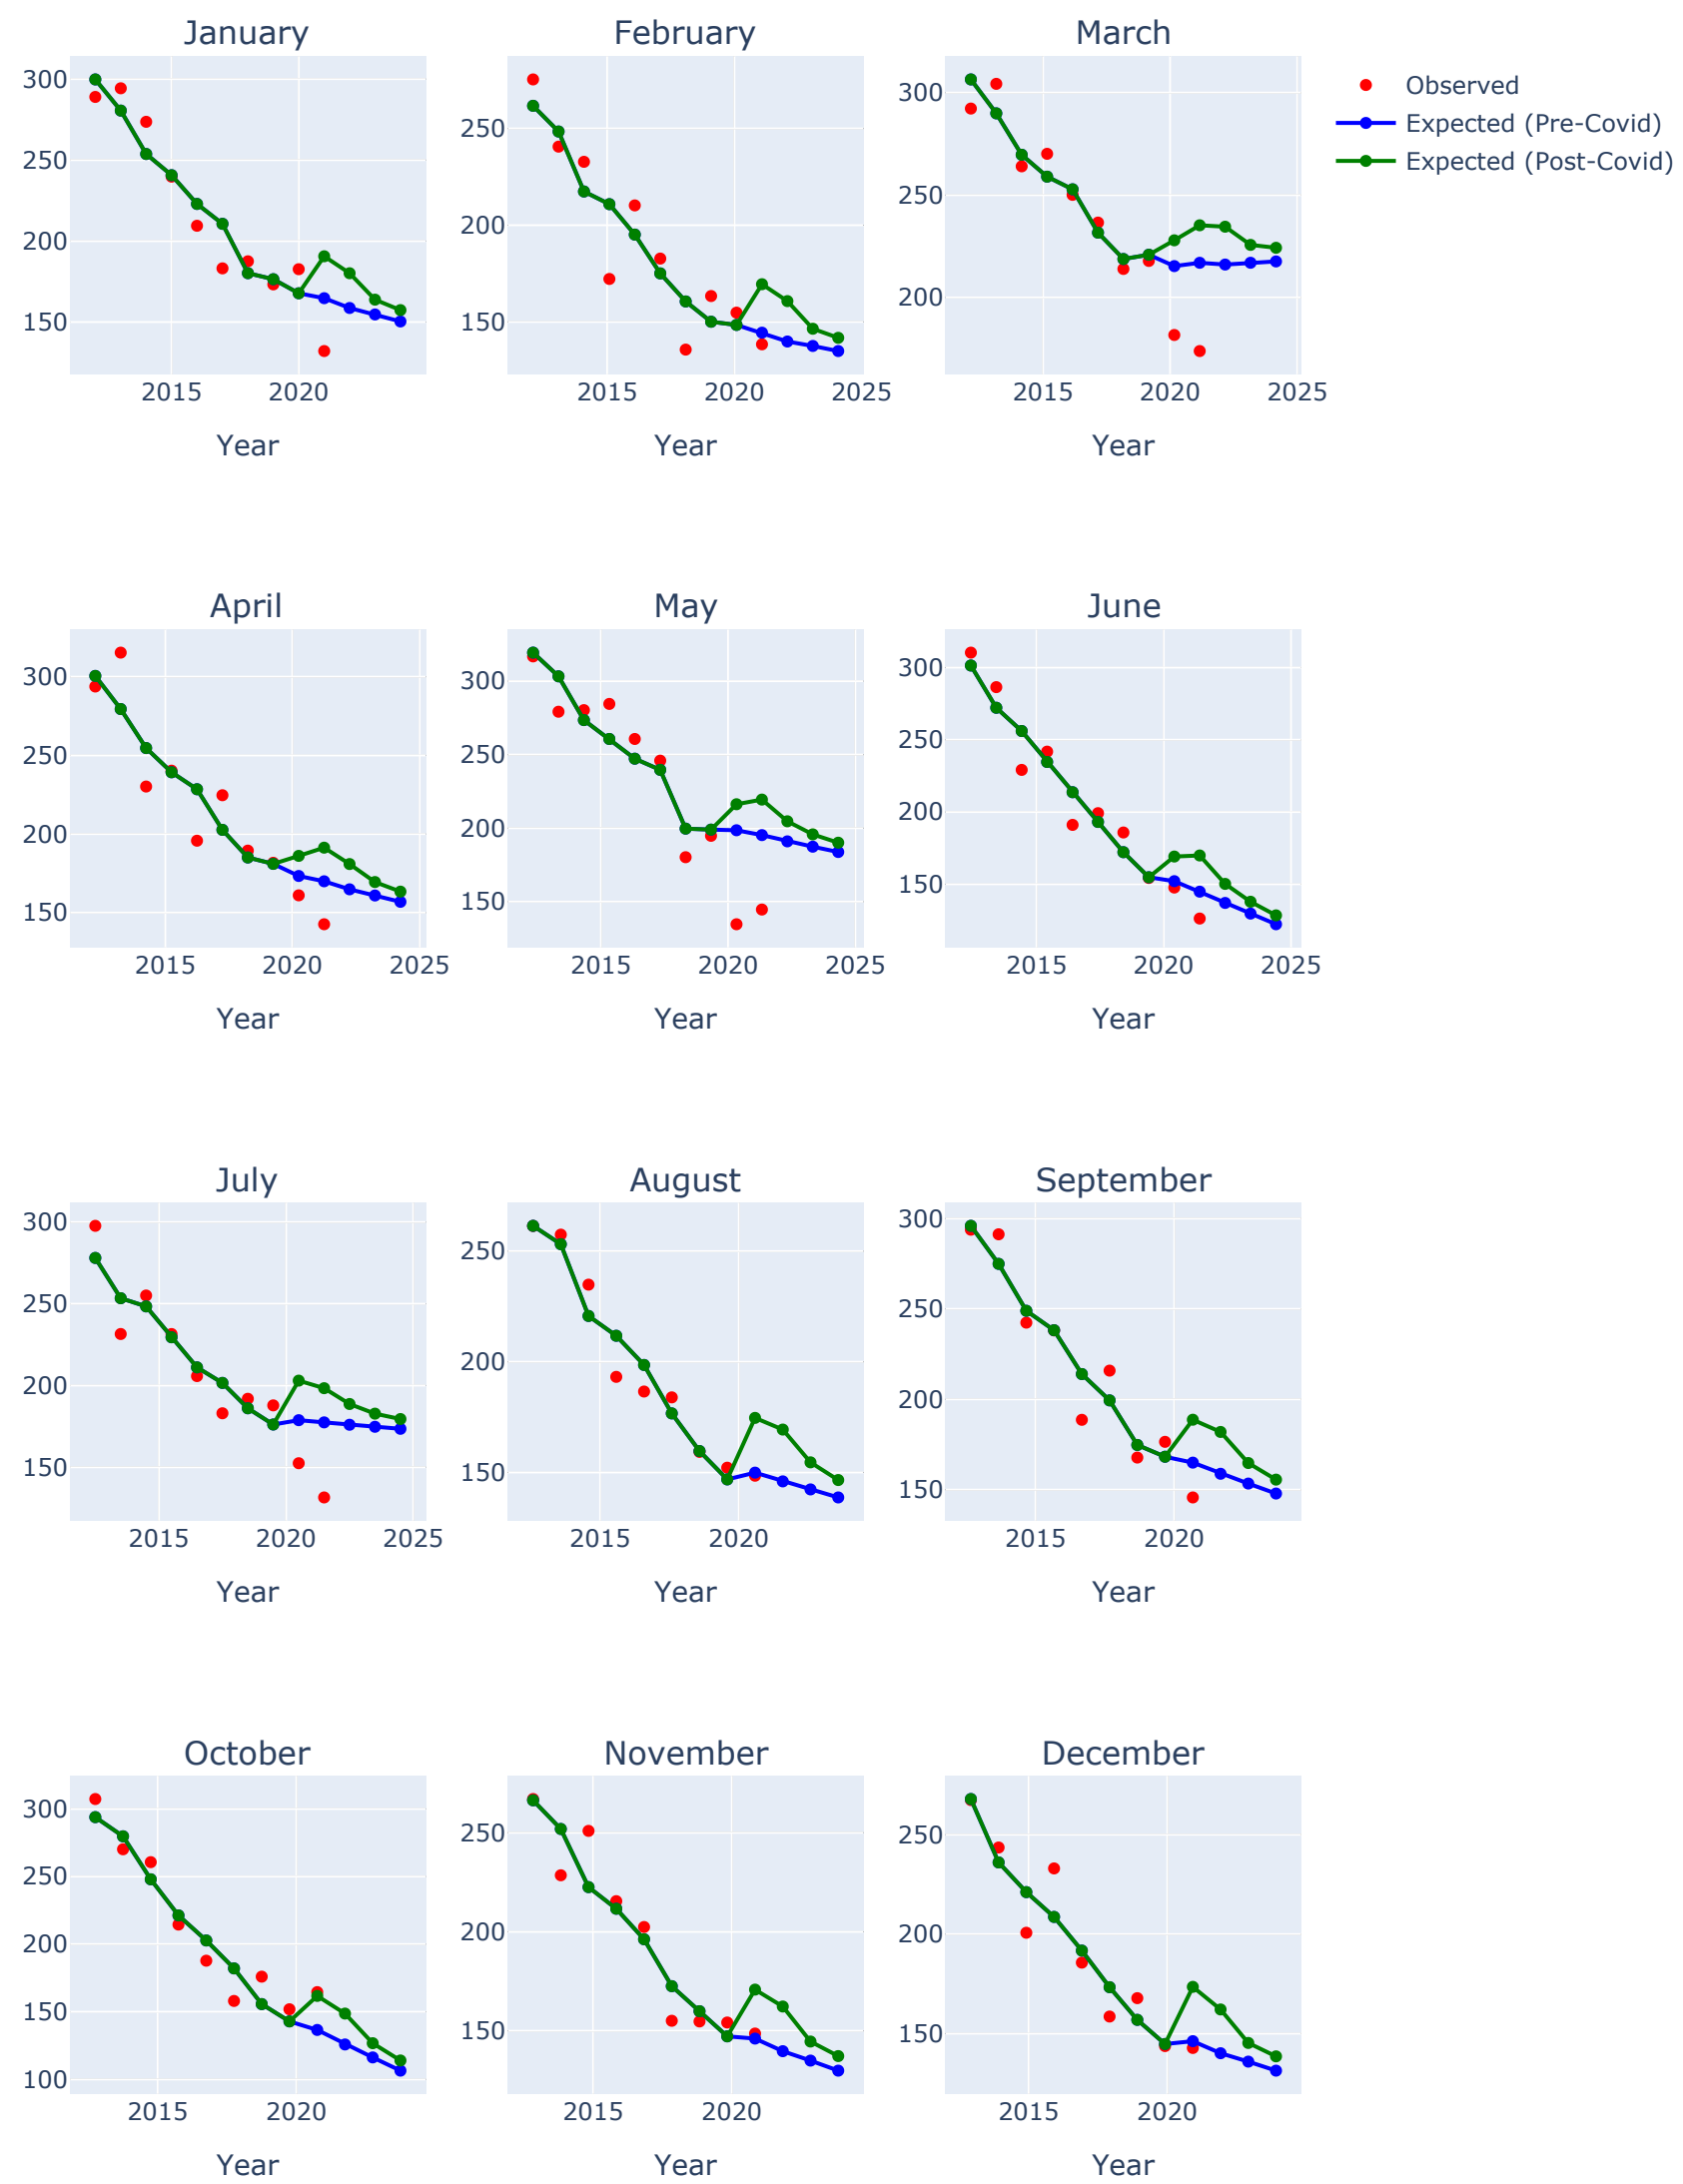 January February March
300
250
200
150
2015 2020
Year
250
200
150
2015 2020 2025
Year
300
250
200
2015 2020 2025
Year
Observed
Expected (Pre-Covid)
Expected (Post-Covid)
April May June
300
250
200
150
2015 2020 2025
Year
300
250
200
150
2015 2020 2025
Year
300
250
200
150
2015 2020 2025
Year
July August September
300
250
200
150
2015 2020 2025
Year
250
200
150
2015 2020
Year
300
250
200
150
2015 2020
Year
October November December
300
250
200
150
100
2015 2020
Year
250
200
150
2015 2020
Year
250
200
150
2015 2020
Year